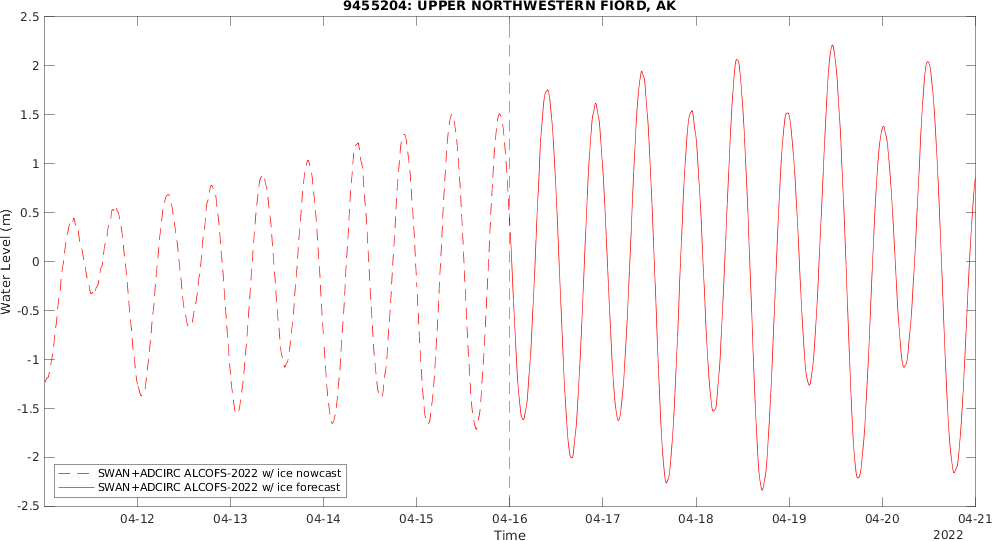 9455204: UPPER NORTHWESTERN FIORD, AK
2.5
2
1.5
1
0.5
0
-0.5
-1
-1.5
-2
-2.5
Water Level (m)
SWAN+ADCIRC ALCOFS-2022 w/ ice nowcast
SWAN+ADCIRC ALCOFS-2022 w/ ice forecast
04-12 04-13 04-14 04-15 04-16 04-17 04-18 04-19 04-20 04-21
Time
2022